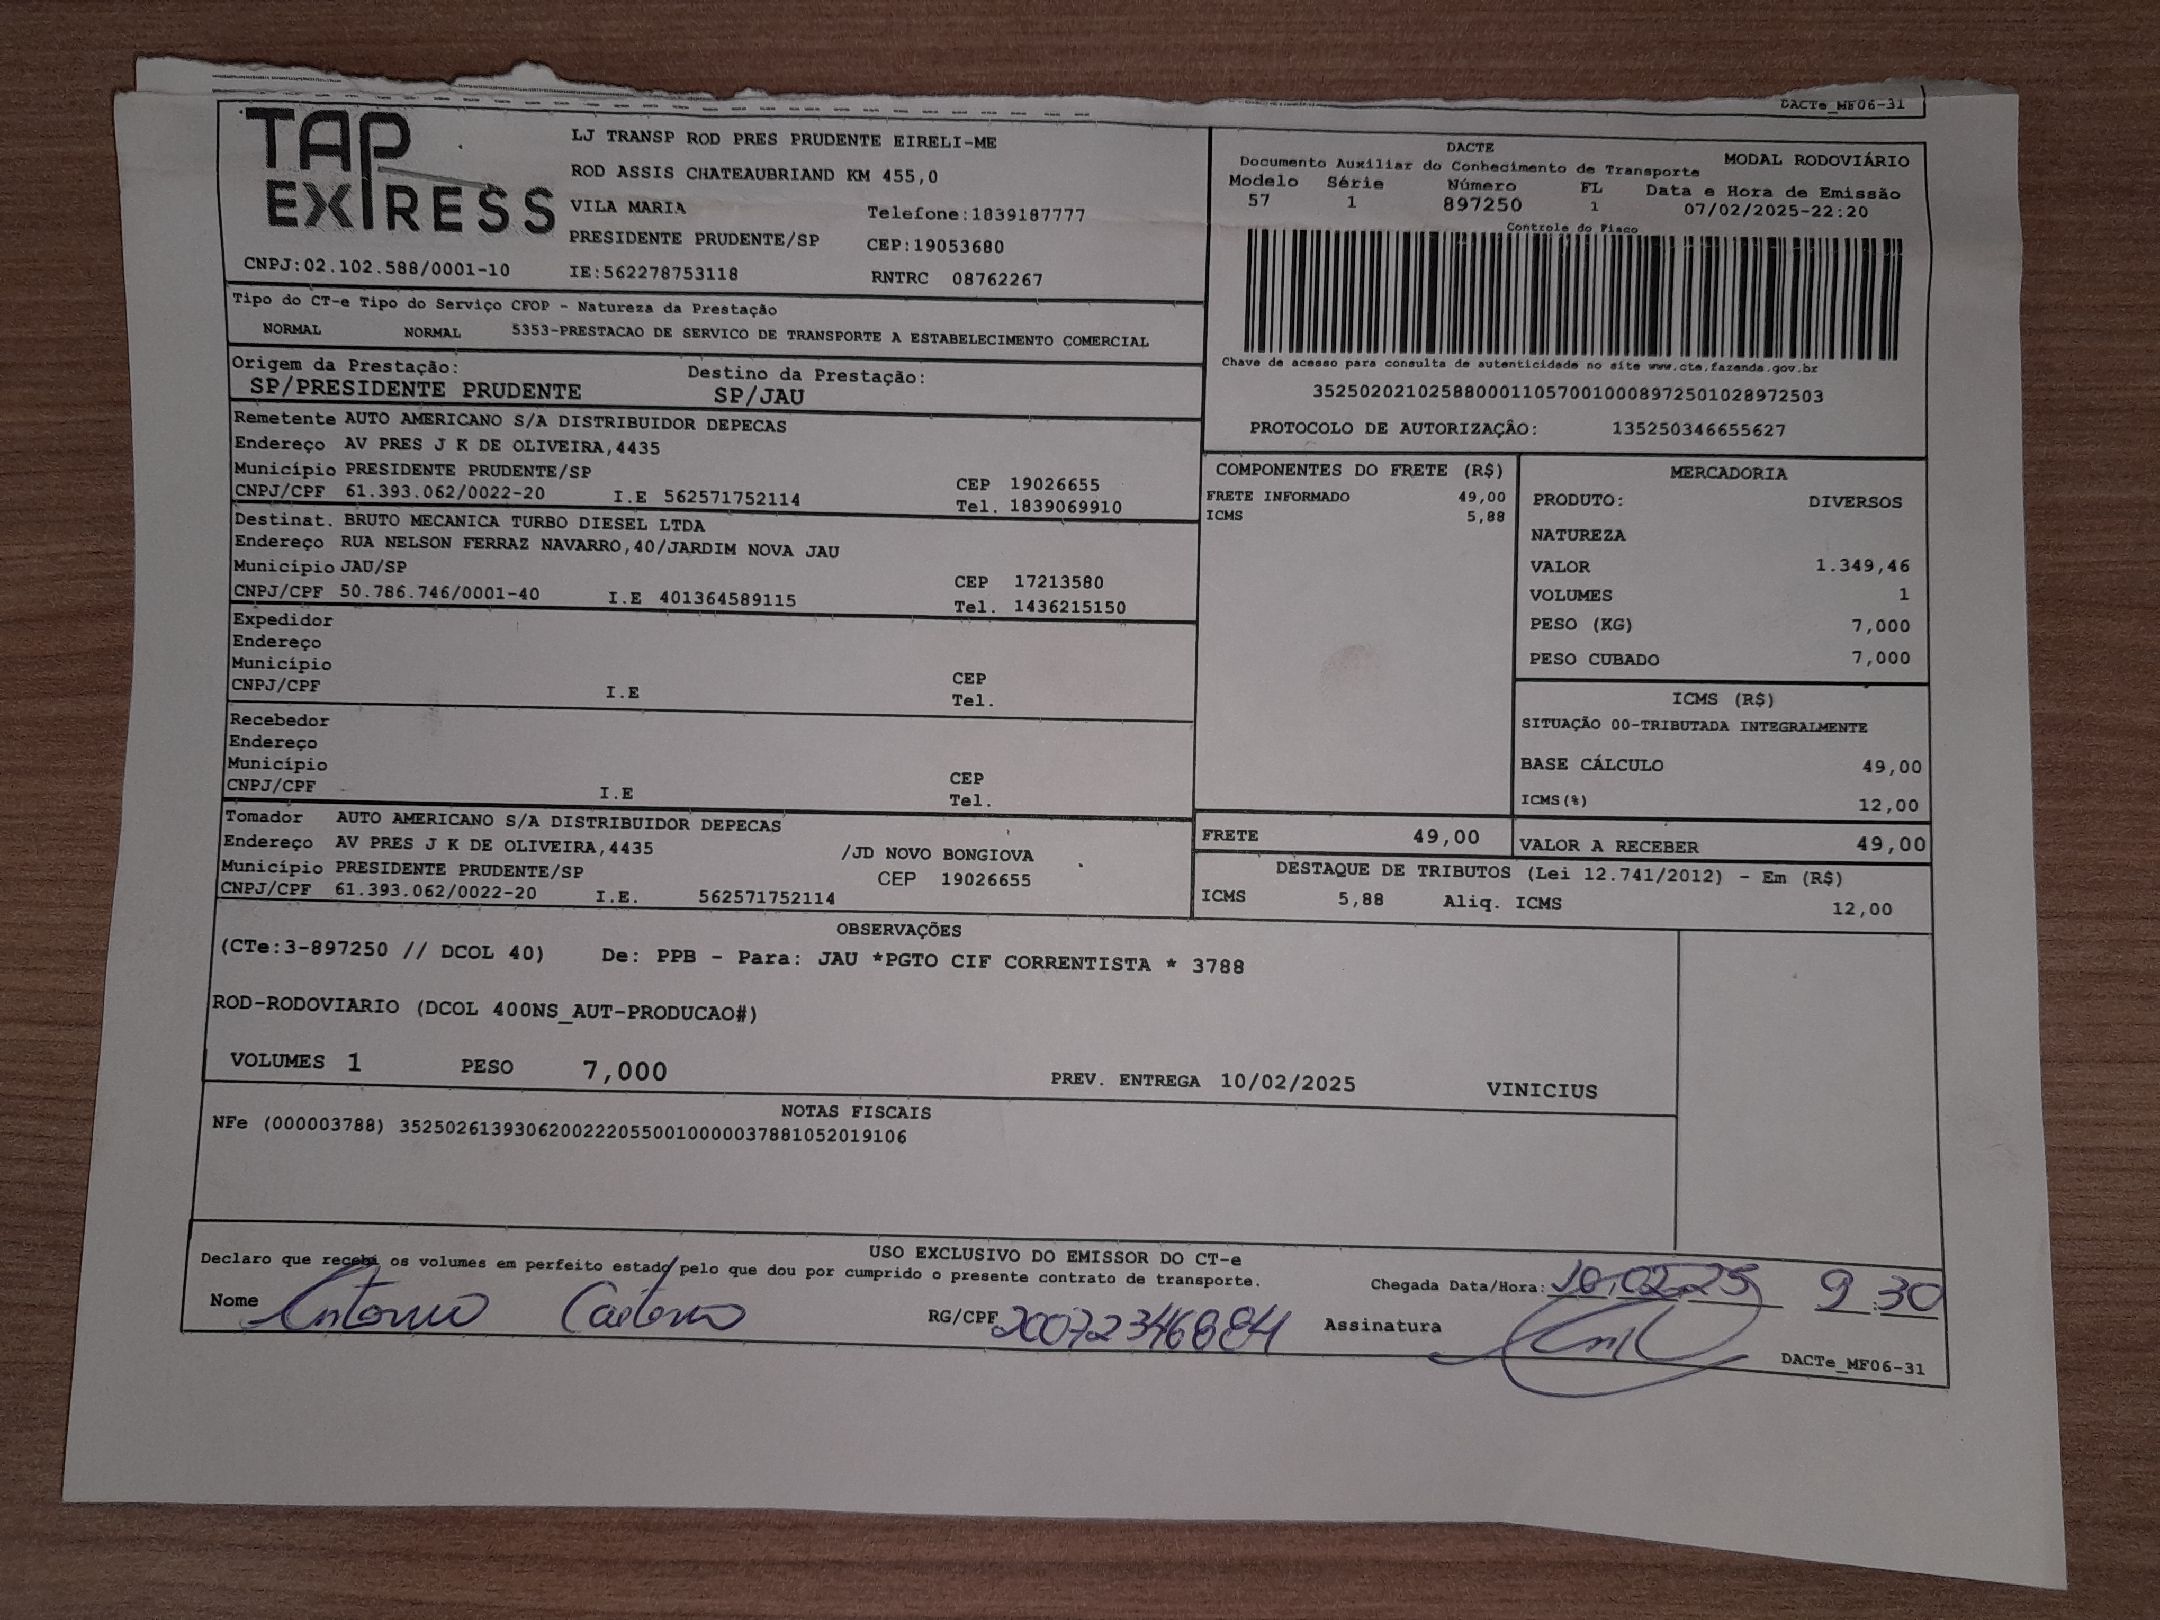 DACTe_MF06-31
TAP EXPRESS
LJ TRANSP ROD PRES PRUDENTE EIRELI-ME
ROD ASSIS CHATEAUBRIAND KM 455,0
VILA MARIA Telefone:1839187777
PRESIDENTE PRUDENTE/SP CEP:19053680
CNPJ:02.102.588/0001-10 IE:562278753118 RNTRC 08762267
DACTE
Documento Auxiliar do Conhecimento de Transporte MODAL RODOVIÁRIO
Modelo Série Número FL Data e Hora de Emissão
57 1 897250 1 07/02/2025-22:20
Controle do Fisco
Chave de acesso para consulta de autenticidade no site www.cte.fazenda.gov.br
35250202102588000110570010008972501028972503
PROTOCOLO DE AUTORIZAÇÃO: 135250346655627
Tipo do CT-e Tipo do Serviço CFOP - Natureza da Prestação
NORMAL NORMAL 5353-PRESTACAO DE SERVICO DE TRANSPORTE A ESTABELECIMENTO COMERCIAL
Origem da Prestação: Destino da Prestação:
SP/PRESIDENTE PRUDENTE SP/JAU
Remetente AUTO AMERICANO S/A DISTRIBUIDOR DEPECAS
Endereço AV PRES J K DE OLIVEIRA,4435
Município PRESIDENTE PRUDENTE/SP CEP 19026655
CNPJ/CPF 61.393.062/0022-20 I.E 562571752114 Tel. 1839069910
Destinat. BRUTO MECANICA TURBO DIESEL LTDA
Endereço RUA NELSON FERRAZ NAVARRO,40/JARDIM NOVA JAU
Município JAU/SP CEP 17213580
CNPJ/CPF 50.786.746/0001-40 I.E 401364589115 Tel. 1436215150
Expedidor
Endereço
Município CEP
CNPJ/CPF I.E Tel.
Recebedor
Endereço
Município CEP
CNPJ/CPF I.E Tel.
Tomador AUTO AMERICANO S/A DISTRIBUIDOR DEPECAS
Endereço AV PRES J K DE OLIVEIRA,4435 /JD NOVO BONGIOVA
Município PRESIDENTE PRUDENTE/SP CEP 19026655
CNPJ/CPF 61.393.062/0022-20 I.E. 562571752114
COMPONENTES DO FRETE (R$)
FRETE INFORMADO 49,00
ICMS 5,88
MERCADORIA
PRODUTO: DIVERSOS
NATUREZA
VALOR 1.349,46
VOLUMES 1
PESO (KG) 7,000
PESO CUBADO 7,000
ICMS (R$)
SITUAÇÃO 00-TRIBUTADA INTEGRALMENTE
BASE CÁLCULO 49,00
ICMS(%) 12,00
FRETE 49,00 VALOR A RECEBER 49,00
DESTAQUE DE TRIBUTOS (Lei 12.741/2012) - Em (R$)
ICMS 5,88 Aliq. ICMS 12,00
OBSERVAÇÕES
(CTe:3-897250 // DCOL 40) De: PPB - Para: JAU *PGTO CIF CORRENTISTA * 3788
ROD-RODOVIARIO (DCOL 400NS_AUT-PRODUCAO#)
VOLUMES 1 PESO 7,000 PREV. ENTREGA 10/02/2025 VINICIUS
NOTAS FISCAIS
NFe (000003788) 35250261393062002220550010000037881052019106
USO EXCLUSIVO DO EMISSOR DO CT-e
Declaro que recebi os volumes em perfeito estado pelo que dou por cumprido o presente contrato de transporte. Chegada Data/Hora: 10.02.25 9:30
Nome Antonio Caetano RG/CPF Assinatura
DACTe_MF06-31